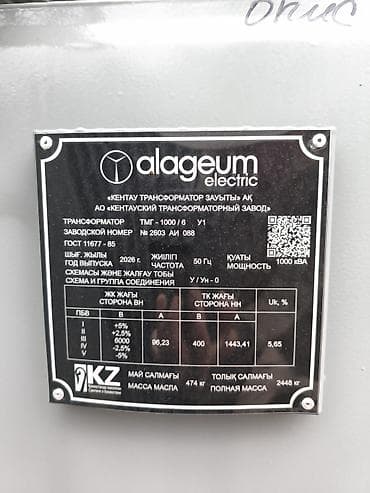 опис
alageum
electric
«КЕНТАУ ТРАНСФОРМАТОР ЗАУЫТЫ» АҚ
АО «КЕНТАУСКИЙ ТРАНСФОРМАТОРНЫЙ ЗАВОД»
ТРАНСФОРМАТОР ТМГ - 1000 / 6 У1
ЗАВОДСКОЙ НОМЕР № 2603 АИ 088
ГОСТ 11677 - 85
ШЫҒ. ЖЫЛЫ ЖИІЛІГІ ҚУАТЫ
ГОД ВЫПУСКА 2026 г. ЧАСТОТА 50 Гц МОЩНОСТЬ 1000 кВА
СХЕМАСЫ ЖӘНЕ ЖАЛҒАУ ТОБЫ
СХЕМА И ГРУППА СОЕДИНЕНИЯ У / Ун - 0
ЖК ЖАҒЫ ТК ЖАҒЫ
СТОРОНА ВН СТОРОНА НН Uk, %
ПБВ В А В А
I +5%
II +2,5%
III 6000 96,23 400 1443,41 5,65
IV -2,5%
V -5%
KZ
МАЙ САЛМАҒЫ ТОЛЫҚ САЛМАҒЫ
МАССА МАСЛА 474 кг ПОЛНАЯ МАССА 2448 кг